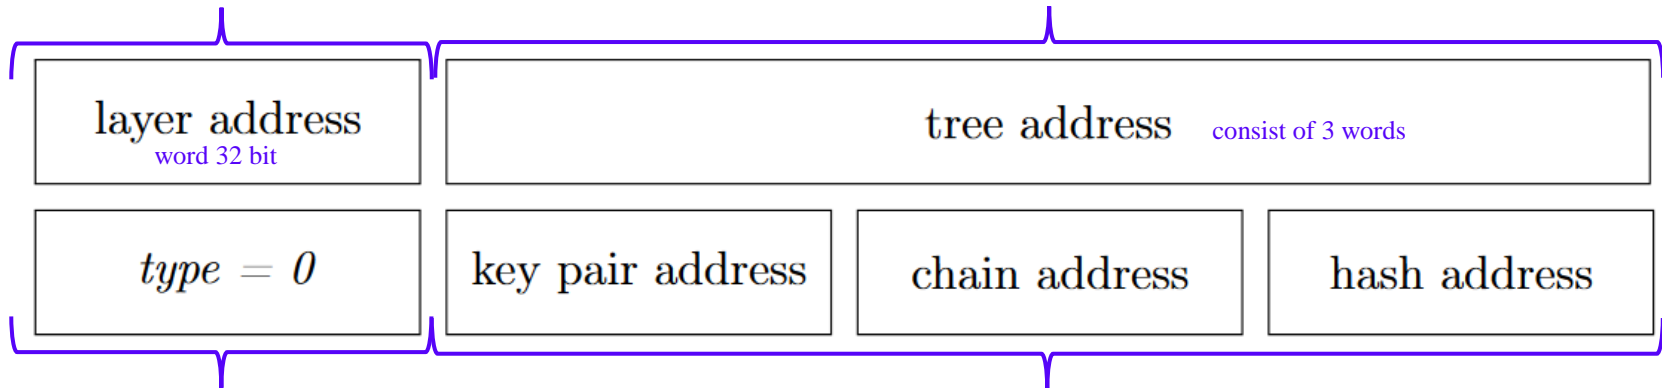 layer address
word 32 bit
tree address consist of 3 words
type = 0
key pair address
chain address
hash address